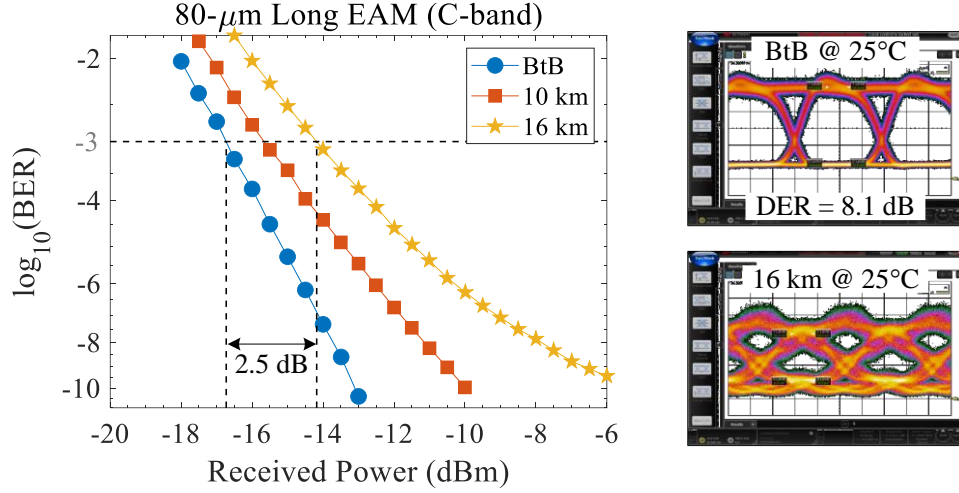 80-μm Long EAM (C-band)
BtB
10 km
16 km
-2
-3
-4
-6
-8
-10
log10(BER)
2.5 dB
-20
-18
-16
-14
-12
-10
-8
-6
Received Power (dBm)
BtB @ 25°C
DER = 8.1 dB
16 km @ 25°C